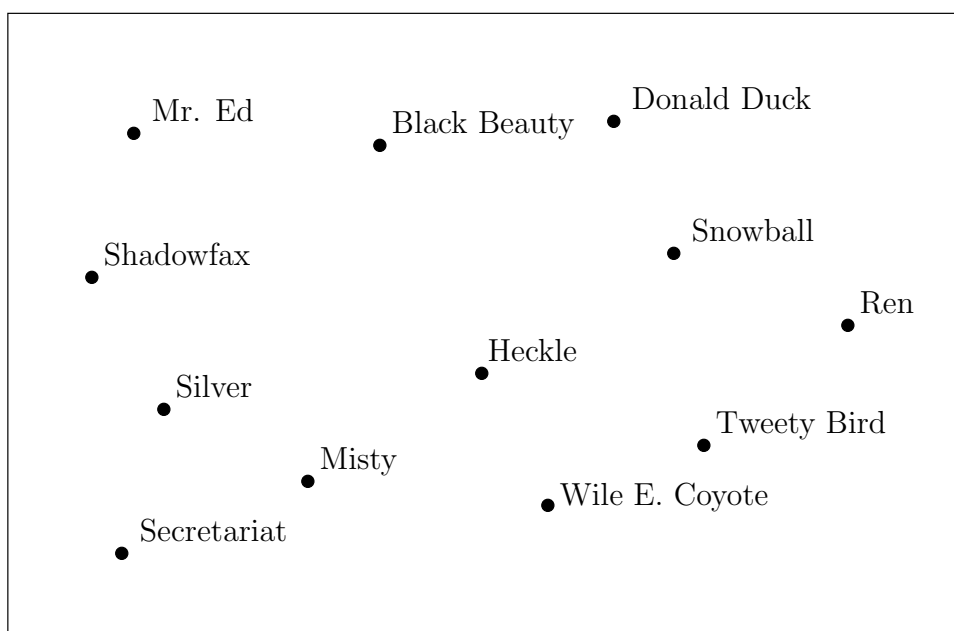 Mr. Ed
Black Beauty
Donald Duck
Shadowfax
Snowball
Ren
Heckle
Silver
Tweety Bird
Misty
Wile E. Coyote
Secretariat